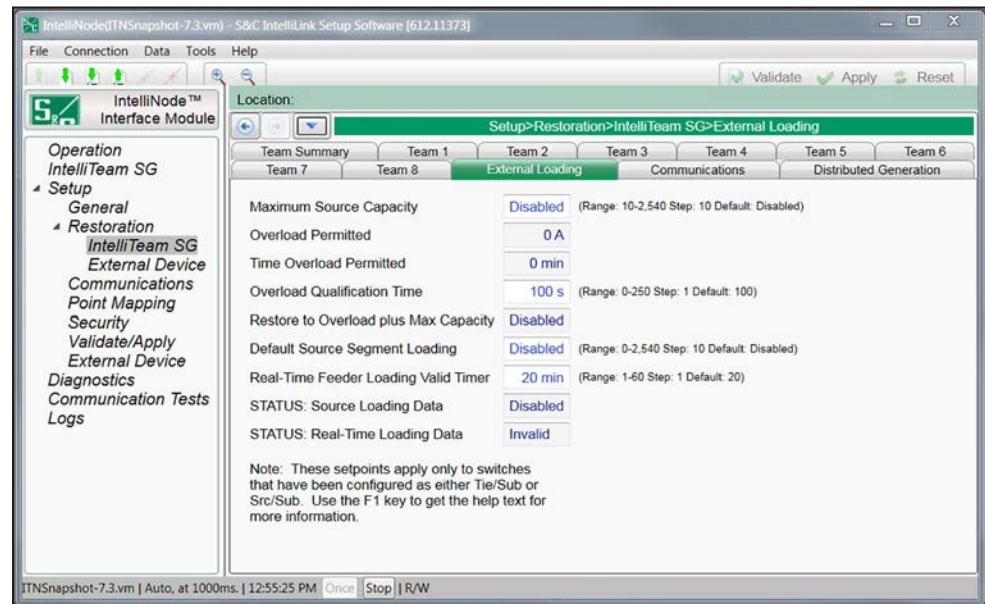 IntelliNode(ITNSnapshot-7.3.vm) - S&C IntelliLink Setup Software [612.11373]
File Connection Data Tools Help
Validate Apply Reset
S&C
IntelliNode™
Interface Module
Location:
Setup>Restoration>IntelliTeam SG>External Loading
Operation
IntelliTeam SG
Setup
General
Restoration
IntelliTeam SG
External Device
Communications
Point Mapping
Security
Validate/Apply
External Device
Diagnostics
Communication Tests
Logs
Team Summary Team 1 Team 2 Team 3 Team 4 Team 5 Team 6
Team 7 Team 8 External Loading Communications Distributed Generation
Maximum Source Capacity Disabled (Range: 10-2,540 Step: 10 Default: Disabled)
Overload Permitted 0 A
Time Overload Permitted 0 min
Overload Qualification Time 100 s (Range: 0-250 Step: 1 Default: 100)
Restore to Overload plus Max Capacity Disabled
Default Source Segment Loading Disabled (Range: 0-2,540 Step: 10 Default: Disabled)
Real-Time Feeder Loading Valid Timer 20 min (Range: 1-60 Step: 1 Default: 20)
STATUS: Source Loading Data Disabled
STATUS: Real-Time Loading Data Invalid
Note: These setpoints apply only to switches
that have been configured as either Tie/Sub or
Src/Sub. Use the F1 key to get the help text for
more information.
ITNSnapshot-7.3.vm | Auto, at 1000ms. | 12:55:25 PM Once Stop | R/W